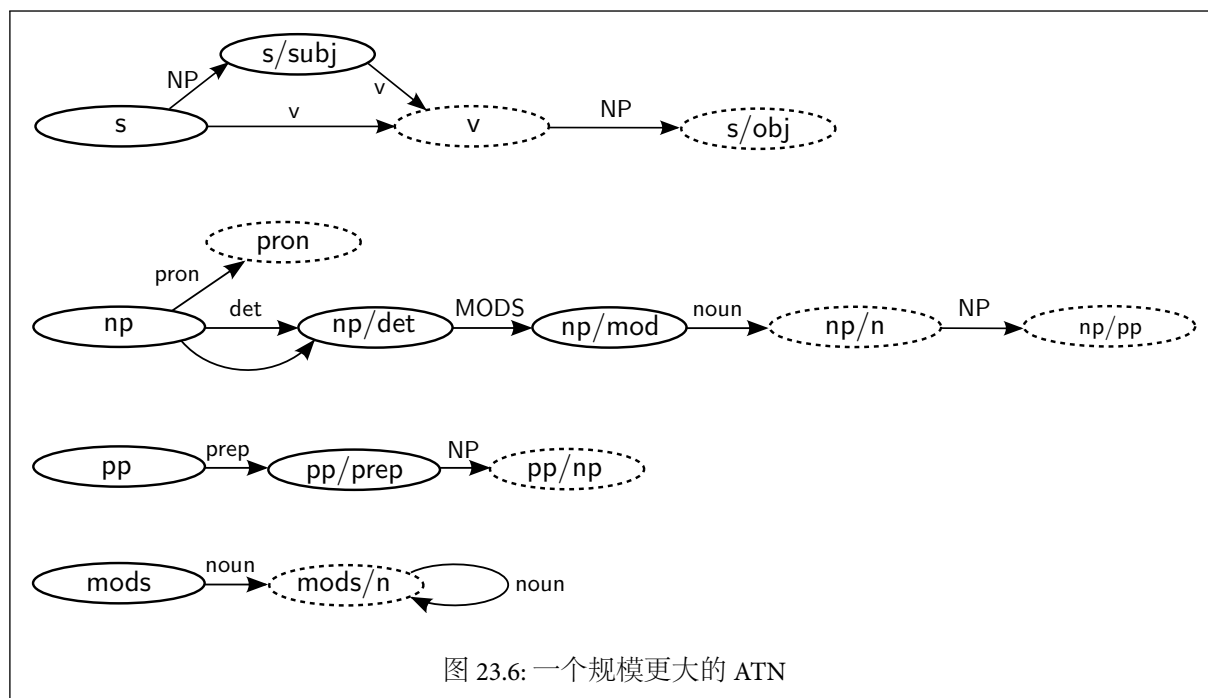 s/subj
NP
v
s
v
v
NP
s/obj
pron
pron
np
det
np/det
MODS
np/mod
noun
np/n
NP
np/pp
pp
prep
pp/prep
NP
pp/np
mods
noun
mods/n
noun
图 23.6: 一个规模更大的 ATN